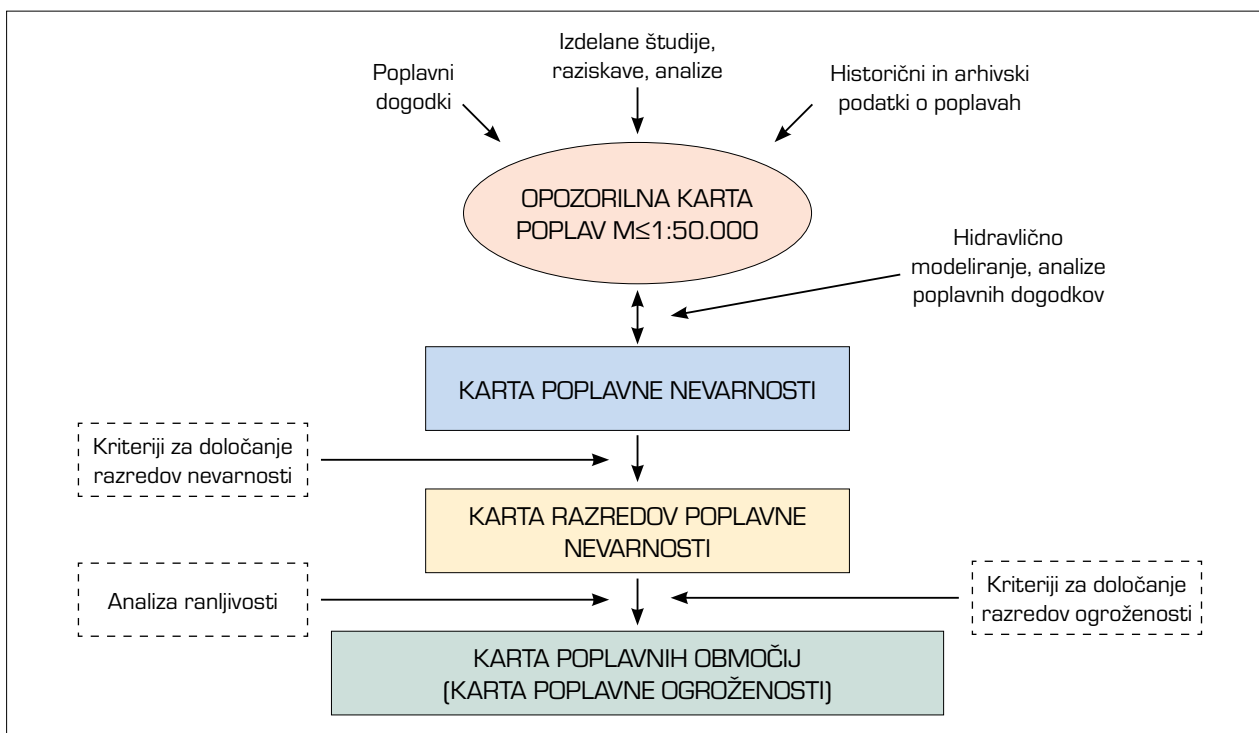 Izdelane študije,
raziskave, analize
Poplavni
dogodki
Historični in arhivski
podatki o poplavah
OPOZORILNA KARTA
POPLAV M≤1:50.000
Hidravlično
modeliranje, analize
poplavnih dogodkov
KARTA POPLAVNE NEVARNOSTI
Kriteriji za določanje
razredov nevarnosti
KARTA RAZREDOV POPLAVNE
NEVARNOSTI
Analiza ranljivosti
Kriteriji za določanje
razredov ogroženosti
KARTA POPLAVNIH OBMOČIJ
(KARTA POPLAVNE OGROŽENOSTI)